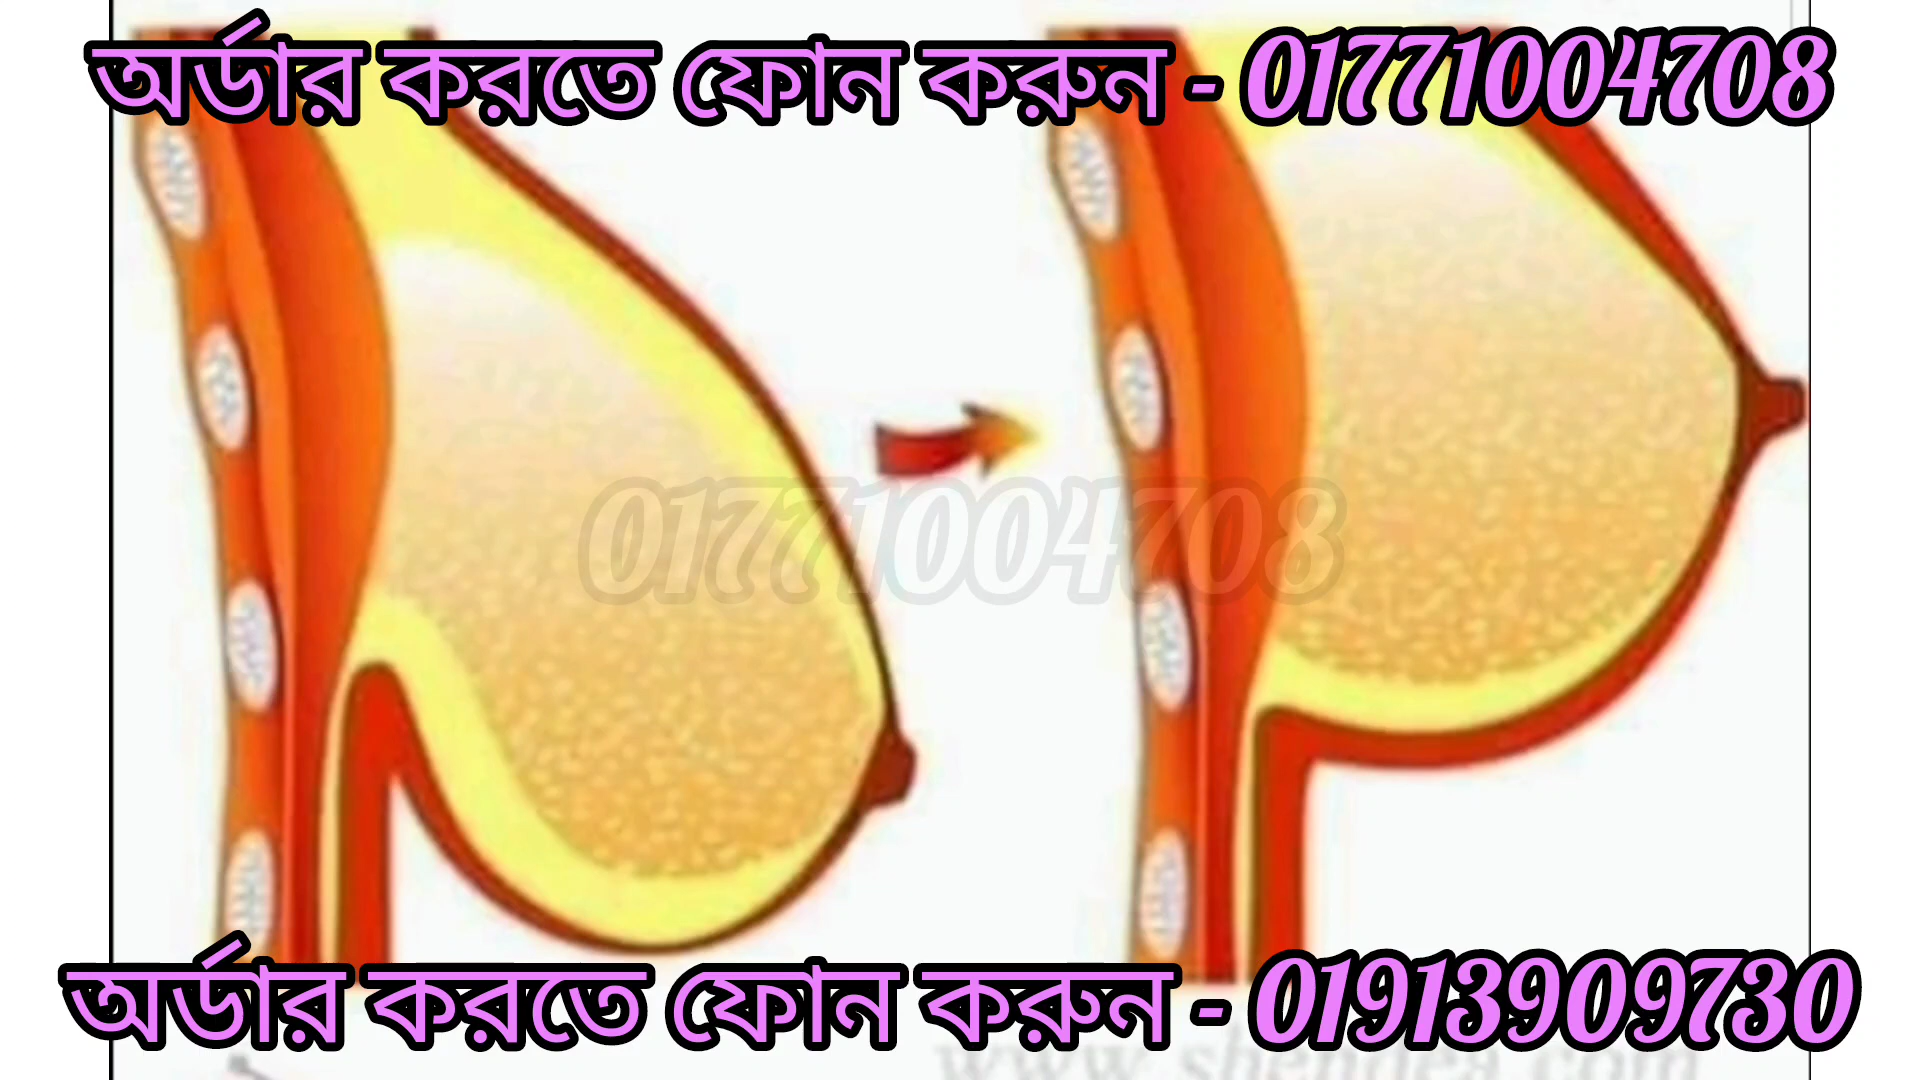 অর্ডার করতে ফোন করুন - 01771004708
01771004708
অর্ডার করতে ফোন করুন - 01913909730